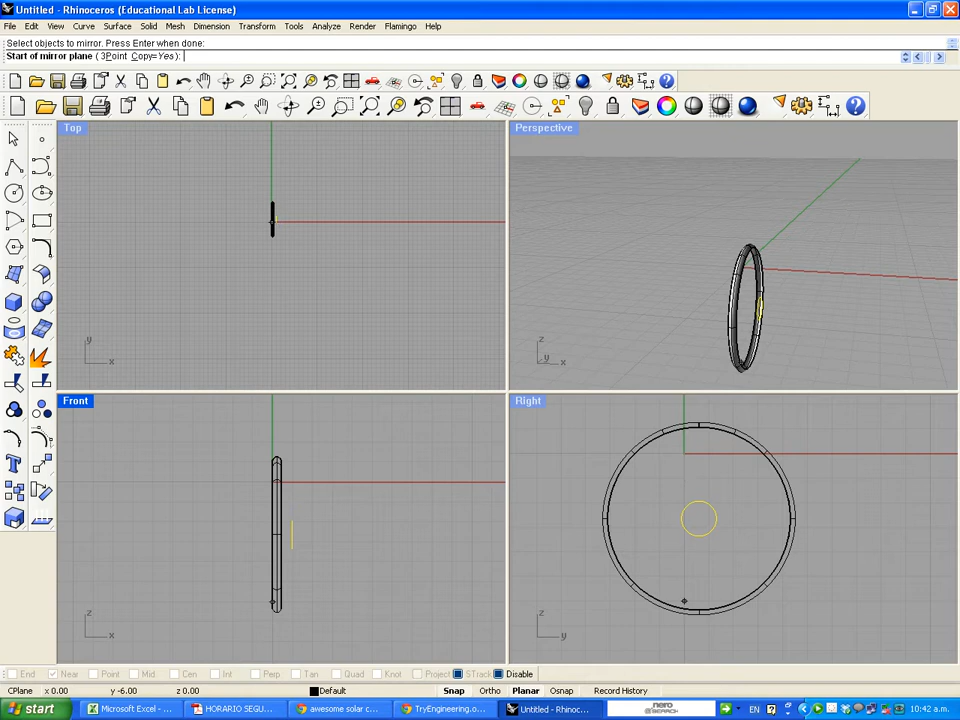 Untitled - Rhinoceros (Educational Lab License)
File Edit View Curve Surface Solid Mesh Dimension Transform Tools Analyze Render Flamingo Help
Select objects to mirror. Press Enter when done:
Start of mirror plane ( 3Point Copy=Yes):
Top
Perspective
y
x
z
y
x
Front
Right
z
x
z
y
End Near Point Mid Cen Int Perp Tan Quad Knot Project STrack Disable
CPlane x 0.00 y -6.00 z 0.00 Default Snap Ortho Planar Osnap Record History
start Microsoft Excel - ... HORARIO SEGU... awesome solar c... TryEngineering.o... Untitled - Rhinoc... nero SEARCH EN 10:42 a.m.